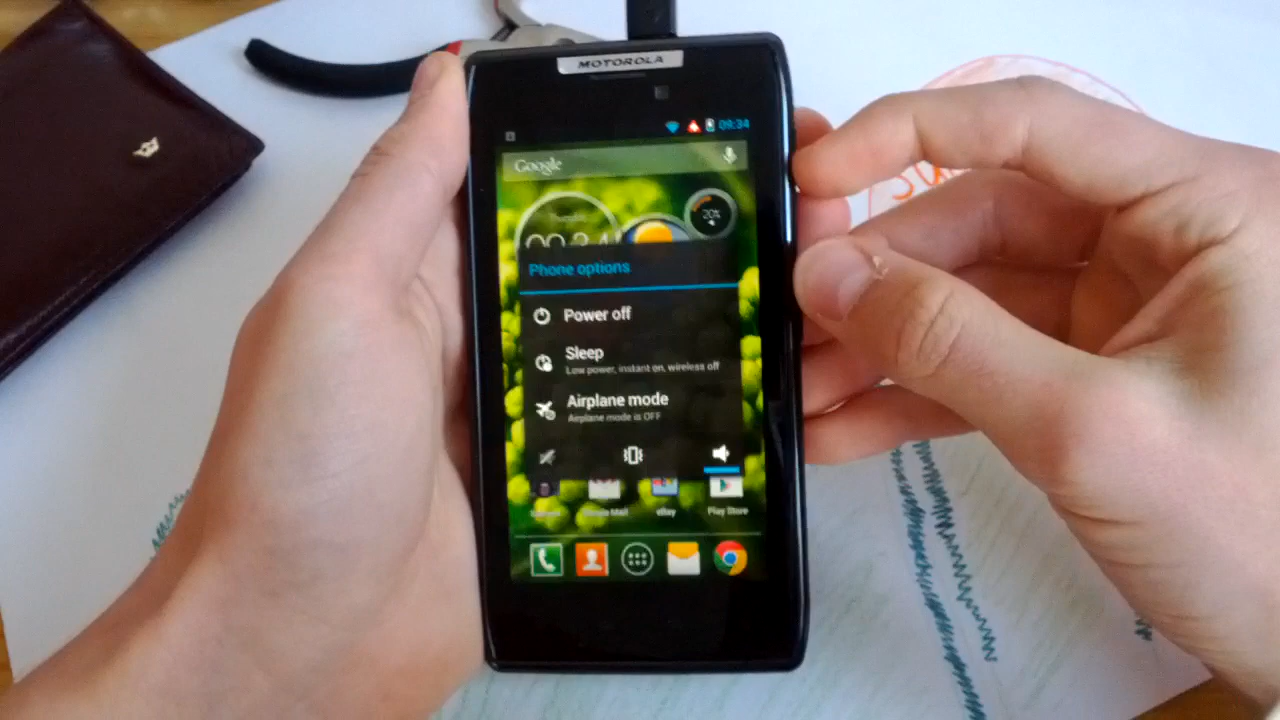 MOTOROLA
09:34
Google
20%
Phone options
Power off
Sleep
Low power, instant on, wireless off
Airplane mode
Airplane mode is OFF
eBay
Play Store